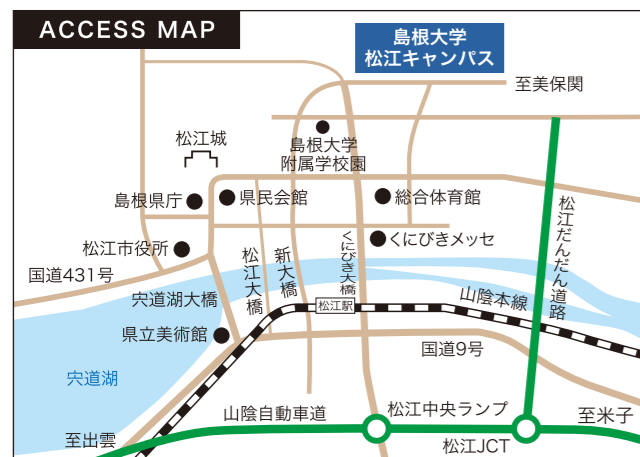 ACCESS MAP
島根大学
松江キャンパス
至美保関
松江城
島根大学
附属学校園
島根県庁
県民会館
総合体育館
松江市役所
くにびきメッセ
国道431号
松江大橋
新大橋
くにびき大橋
松江だんだん道路
宍道湖大橋
松江駅
山陰本線
県立美術館
国道9号
宍道湖
山陰自動車道
松江中央ランプ
至米子
至出雲
松江JCT